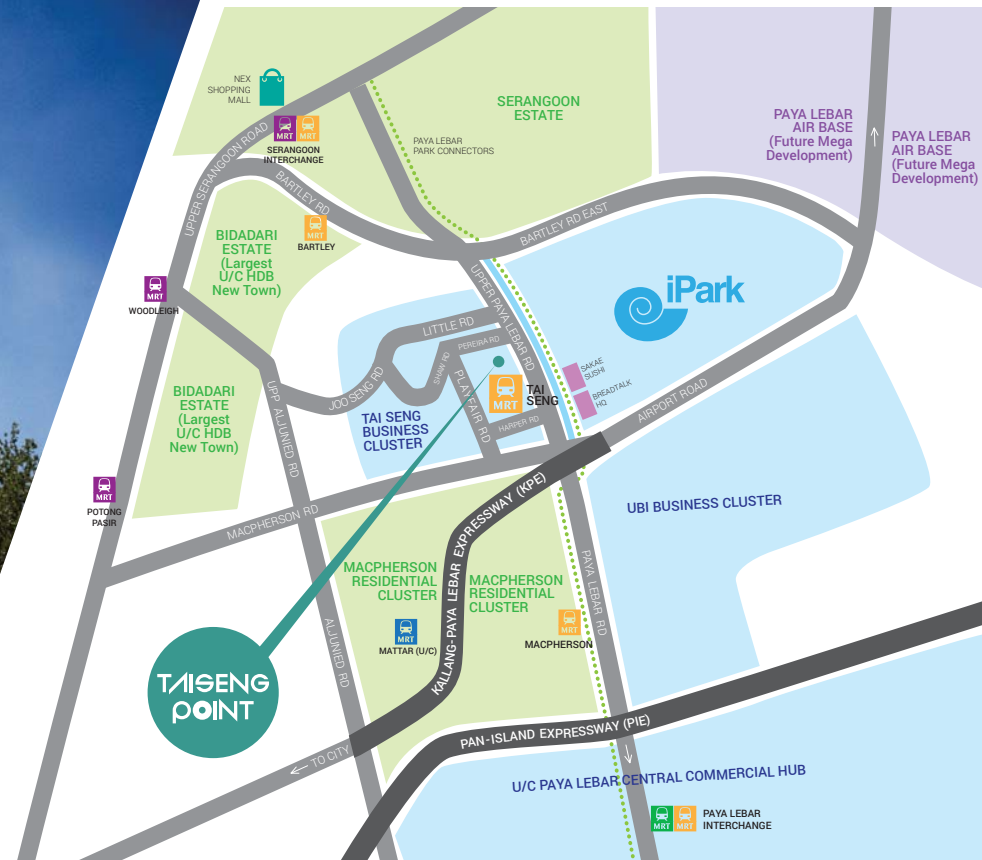 NEX
SHOPPING
MALL
MRT
MRT
SERANGOON
INTERCHANGE
UPPER SERANGOON ROAD
PAYA LEBAR
PARK CONNECTORS
SERANGOON
ESTATE
PAYA LEBAR
AIR BASE
(Future Mega
Development)
PAYA LEBAR
AIR BASE
(Future Mega
Development)
BARTLEY RD
MRT
BARTLEY
BARTLEY RD EAST
BIDADARI
ESTATE
(Largest
U/C HDB
New Town)
MRT
WOODLEIGH
iPark
UPPER PAYA LEBAR RD
LITTLE RD
PEREIRA RD
SHAW RD
PLAYFAIR RD
JOO SENG RD
MRT
TAI
SENG
HARPER RD
SAKAE
SUSHI
BREADTALK
HQ
AIRPORT ROAD
BIDADARI
ESTATE
(Largest
U/C HDB
New Town)
UPP ALJUNIED RD
TAI SENG
BUSINESS
CLUSTER
MRT
POTONG
PASIR
MACPHERSON RD
KALLANG-PAYA LEBAR EXPRESSWAY (KPE)
UBI BUSINESS CLUSTER
MACPHERSON
RESIDENTIAL
CLUSTER
MACPHERSON
RESIDENTIAL
CLUSTER
PAYA LEBAR RD
MRT
MATTAR (U/C)
MRT
MACPHERSON
ALJUNIED RD
TAISENG
POINT
PAN-ISLAND EXPRESSWAY (PIE)
TO CITY
U/C PAYA LEBAR CENTRAL COMMERCIAL HUB
MRT
MRT
PAYA LEBAR
INTERCHANGE